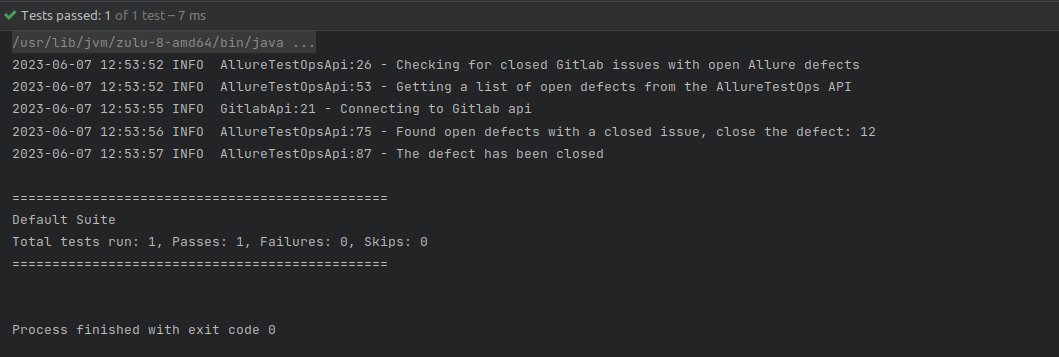 Tests passed: 1 of 1 test – 7 ms
/usr/lib/jvm/zulu-8-amd64/bin/java ...
2023-06-07 12:53:52 INFO  AllureTestOpsApi:26 - Checking for closed Gitlab issues with open Allure defects
2023-06-07 12:53:52 INFO  AllureTestOpsApi:53 - Getting a list of open defects from the AllureTestOps API
2023-06-07 12:53:55 INFO  GitlabApi:21 - Connecting to Gitlab api
2023-06-07 12:53:56 INFO  AllureTestOpsApi:75 - Found open defects with a closed issue, close the defect: 12
2023-06-07 12:53:57 INFO  AllureTestOpsApi:87 - The defect has been closed
===============================================
Default Suite
Total tests run: 1, Passes: 1, Failures: 0, Skips: 0
===============================================
Process finished with exit code 0